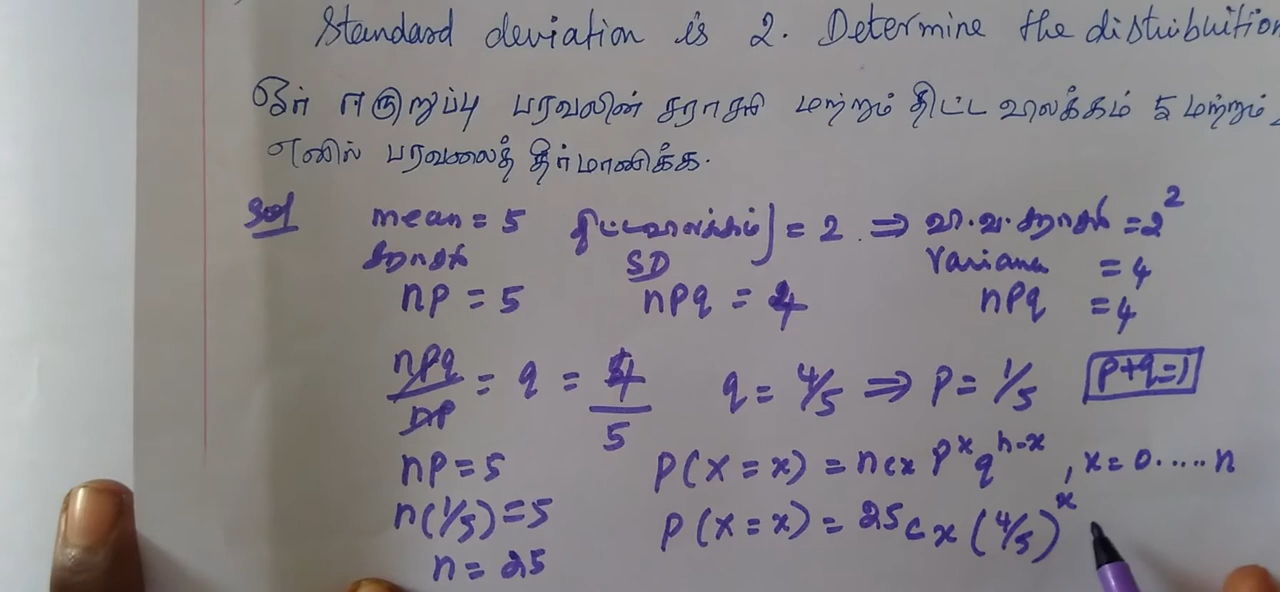 Standard deviation is 2. Determine the distribuition
ஓர் ஈருறுப்பு பரவலின் சராசரி மற்றும் திட்ட விலக்கம் 5 மற்றும்
எனில் பரவலைத் தீர்மானிக்க.
Sol mean = 5 திட்டவிலக்கம்} = 2. ⇒ வி.வ.சராசரி = 2²
சராசரி SD Variance = 4
np = 5 npq = 4 npq = 4
npq/np = q = 4/5 q = 4/5 ⇒ P = 1/5 p+q=1
np = 5 P(X = x) = ncx p^x q^(n-x), x = 0.....n
n(1/5) = 5 P(X = x) = 25cx (4/5)^x
n = 25